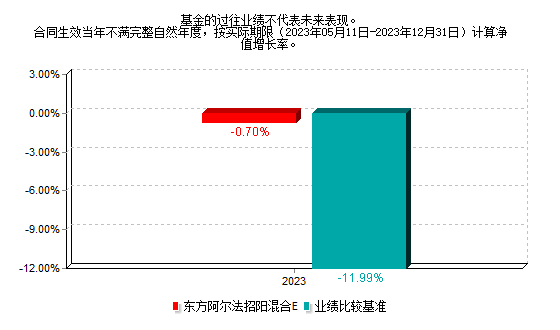 基金的过往业绩不代表未来表现。
合同生效当年不满完整自然年度，按实际期限（2023年05月11日-2023年12月31日）计算净
值增长率。
3.00%
0.00%
-3.00%
-6.00%
-9.00%
-12.00%
-0.70%
-11.99%
2023
东方阿尔法招阳混合E 业绩比较基准